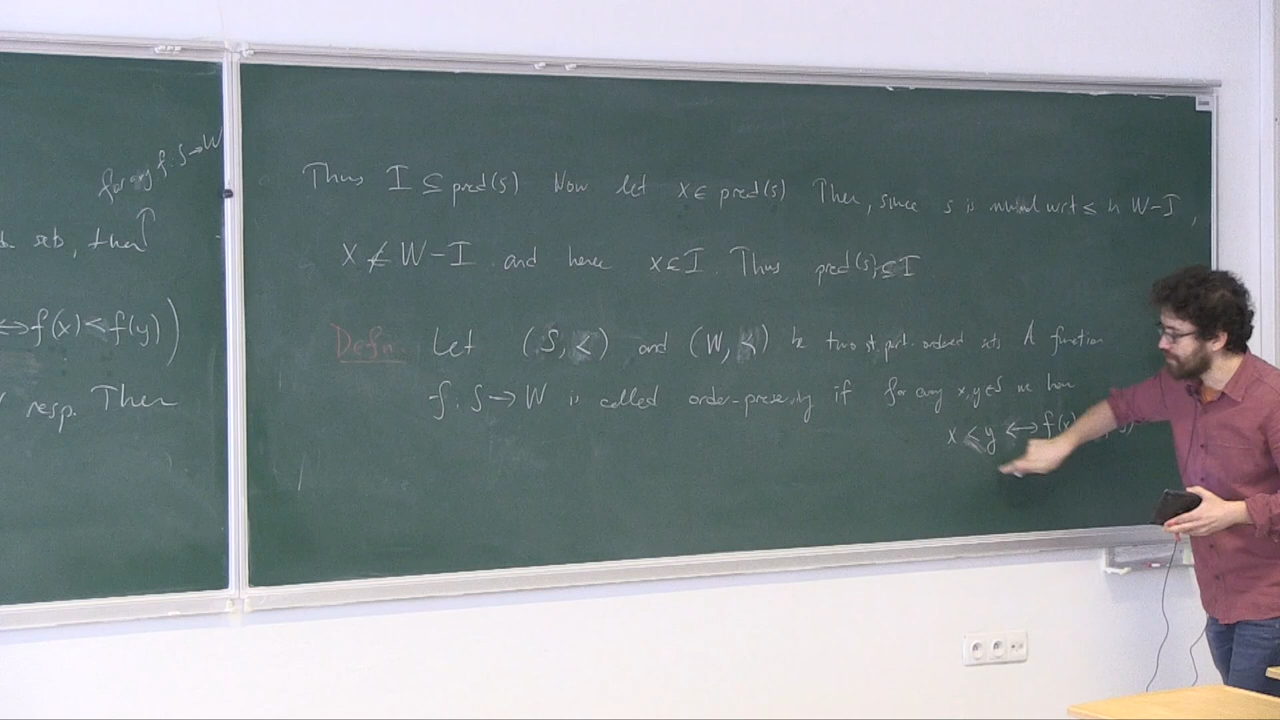 for any f: S→W
sets, then
⟺ f(x) < f(y))
resp. Then
Thus I ⊆ pred(s) Now let x ∈ pred(s) Then, since s is minimal wrt ≤ in W−I,
x ∉ W−I and hence x ∈ I. Thus pred(s) ⊆ I
Defn. Let (S, <) and (W, <) be two st. part. ordered sets. A function
f: S→W is called order-preserving if for any x, y ∈ S we have
x < y ⟷ f(x)